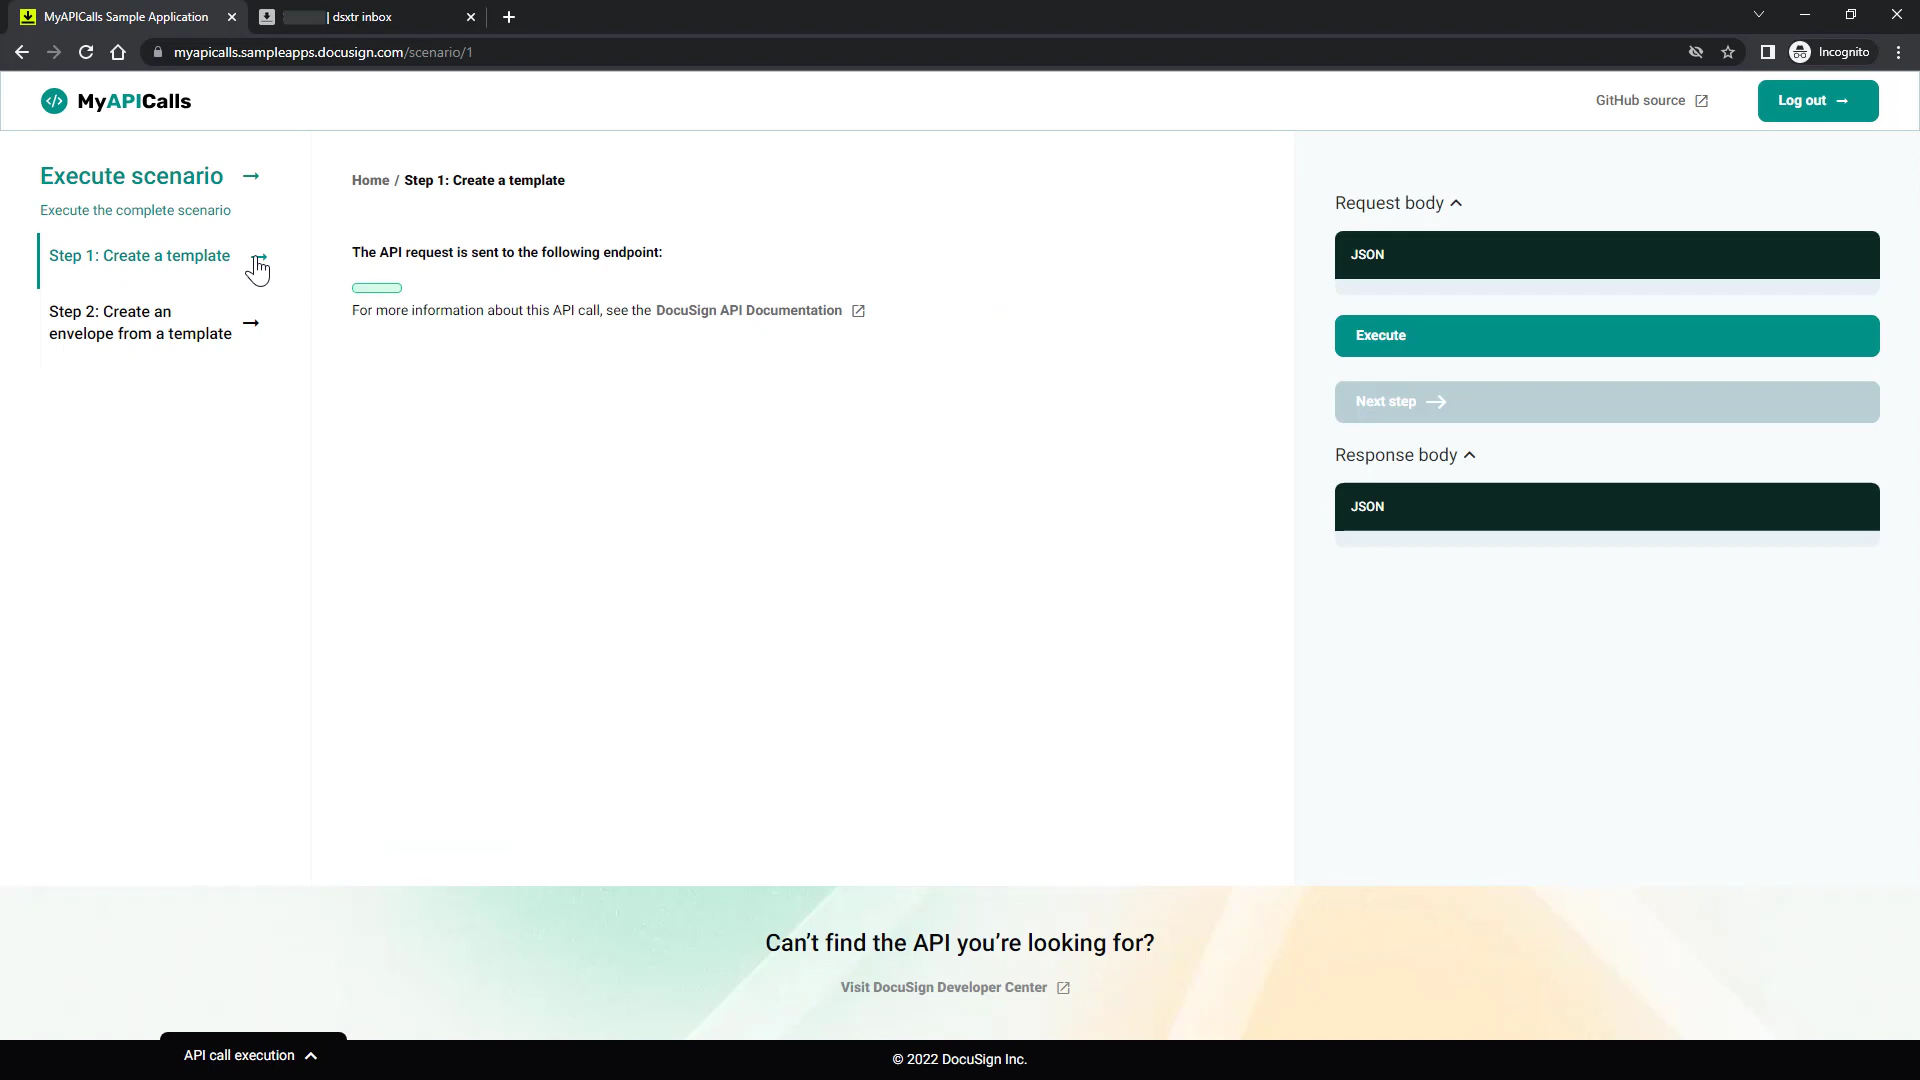 MyAPICalls Sample Application
| dsxtr inbox
myapicalls.sampleapps.docusign.com/scenario/1
Incognito
MyAPICalls
GitHub source
Log out
Execute scenario
Execute the complete scenario
Step 1: Create a template
Step 2: Create an
envelope from a template
Home / Step 1: Create a template
The API request is sent to the following endpoint:
For more information about this API call, see the DocuSign API Documentation
Request body
JSON
Execute
Next step
Response body
JSON
Can’t find the API you’re looking for?
Visit DocuSign Developer Center
API call execution
© 2022 DocuSign Inc.